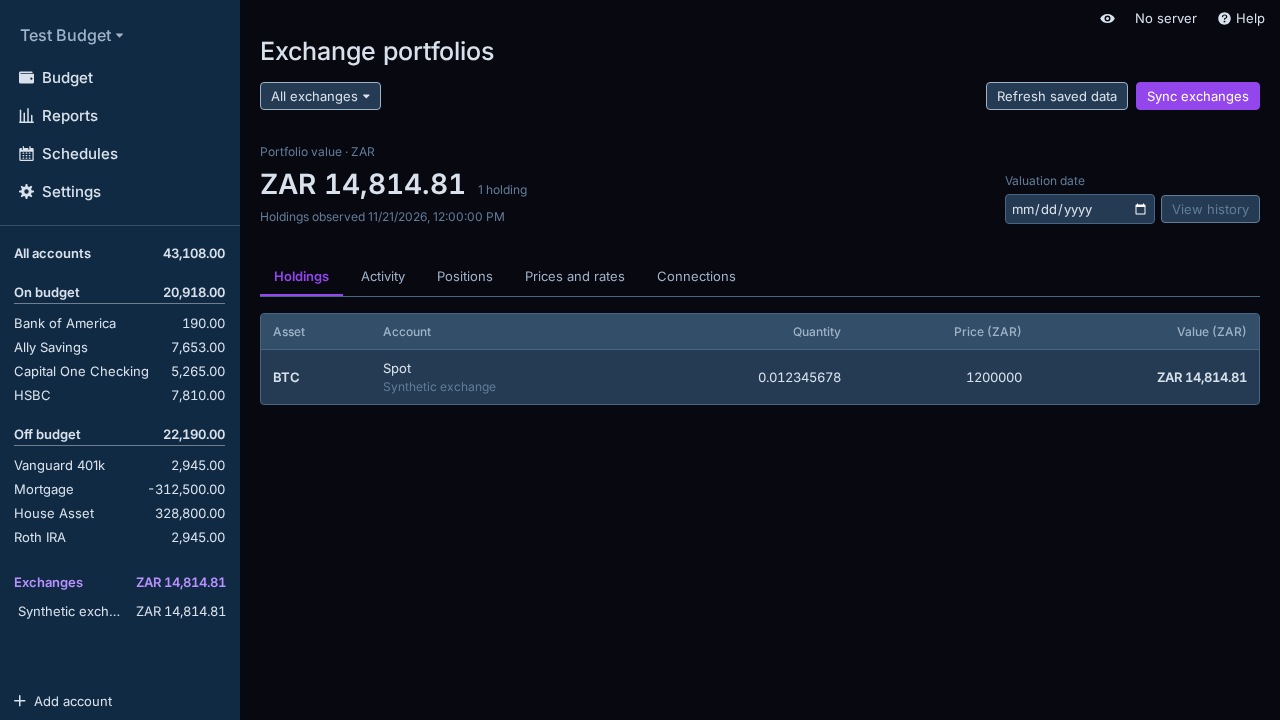 Test Budget
Budget
Reports
Schedules
Settings
All accounts 43,108.00
On budget 20,918.00
Bank of America 190.00
Ally Savings 7,653.00
Capital One Checking 5,265.00
HSBC 7,810.00
Off budget 22,190.00
Vanguard 401k 2,945.00
Mortgage -312,500.00
House Asset 328,800.00
Roth IRA 2,945.00
Exchanges ZAR 14,814.81
Synthetic exch... ZAR 14,814.81
Add account
No server Help
Exchange portfolios
All exchanges Refresh saved data Sync exchanges
Portfolio value · ZAR
ZAR 14,814.81 1 holding
Holdings observed 11/21/2026, 12:00:00 PM
Valuation date
mm/dd/yyyy View history
Holdings Activity Positions Prices and rates Connections
Asset Account Quantity Price (ZAR) Value (ZAR)
BTC Spot 0.012345678 1200000 ZAR 14,814.81
Synthetic exchange